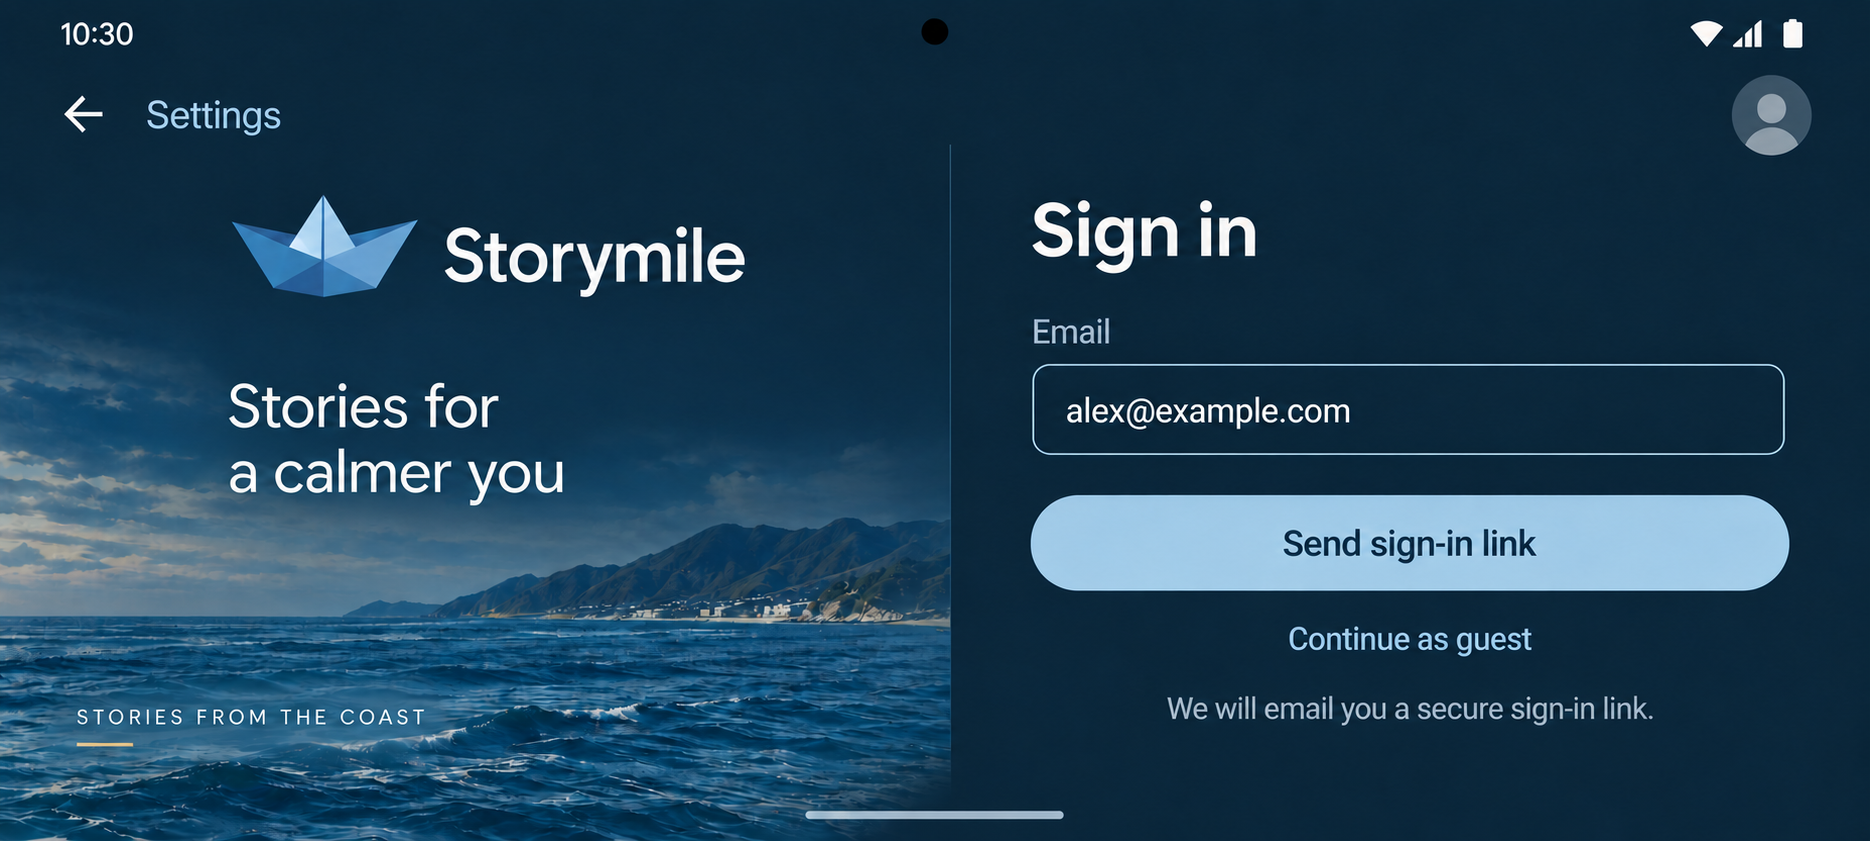 10:30
Settings
Storymile
Stories for
a calmer you
STORIES FROM THE COAST
Sign in
Email
alex@example.com
Send sign-in link
Continue as guest
We will email you a secure sign-in link.